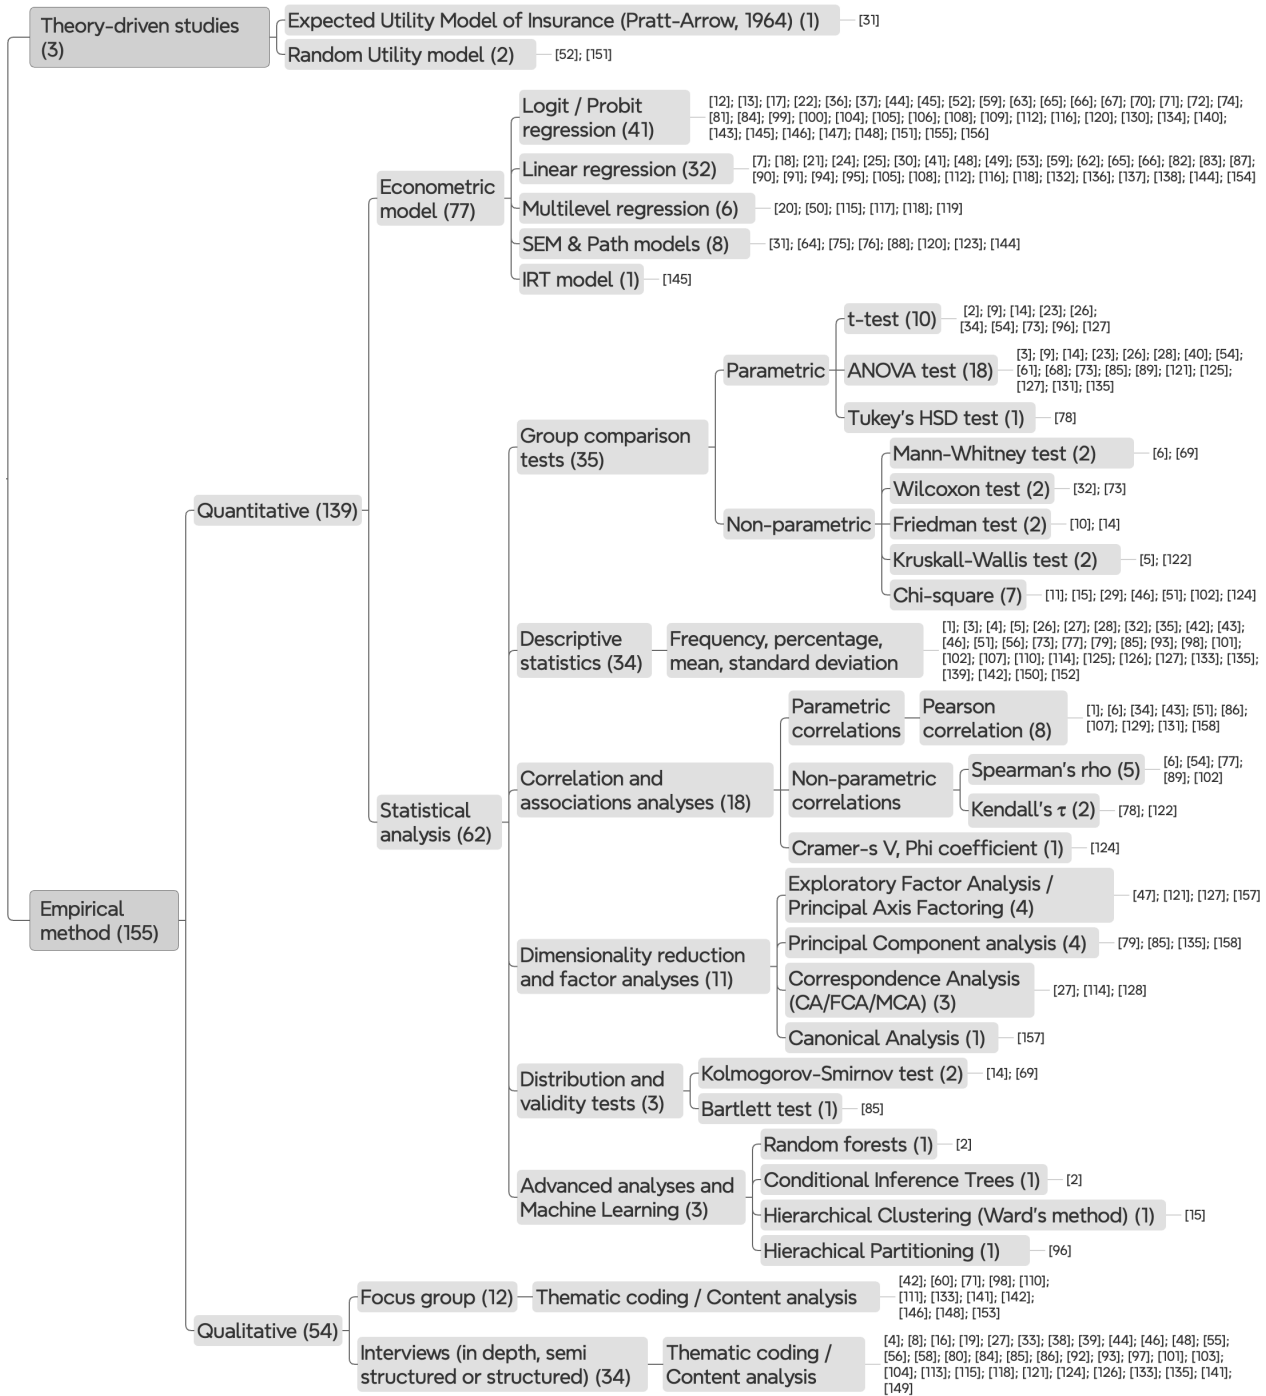 Theory-driven studies
(3)
Expected Utility Model of Insurance (Pratt-Arrow, 1964) (1)
[31]
Random Utility model (2)
[52]; [151]
Empirical
method (155)
Quantitative (139)
Econometric
model (77)
Logit / Probit
regression (41)
[12]; [13]; [17]; [22]; [36]; [37]; [44]; [45]; [52]; [59]; [63]; [65]; [66]; [67]; [70]; [71]; [72]; [74];
[81]; [84]; [99]; [100]; [104]; [105]; [106]; [108]; [109]; [112]; [116]; [120]; [130]; [134]; [140];
[143]; [145]; [146]; [147]; [148]; [151]; [155]; [156]
Linear regression (32)
[7]; [18]; [21]; [24]; [25]; [30]; [41]; [48]; [49]; [53]; [59]; [62]; [65]; [66]; [82]; [83]; [87];
[90]; [91]; [94]; [95]; [105]; [108]; [112]; [116]; [118]; [132]; [136]; [137]; [138]; [144]; [154]
Multilevel regression (6)
[20]; [50]; [115]; [117]; [118]; [119]
SEM & Path models (8)
[31]; [64]; [75]; [76]; [88]; [120]; [123]; [144]
IRT model (1)
[145]
Statistical
analysis (62)
Group comparison
tests (35)
Parametric
t-test (10)
[2]; [9]; [14]; [23]; [26];
[34]; [54]; [73]; [96]; [127]
ANOVA test (18)
[3]; [9]; [14]; [23]; [26]; [28]; [40]; [54];
[61]; [68]; [73]; [85]; [89]; [121]; [125];
[127]; [131]; [135]
Tukey's HSD test (1)
[78]
Non-parametric
Mann-Whitney test (2)
[6]; [69]
Wilcoxon test (2)
[32]; [73]
Friedman test (2)
[10]; [14]
Kruskall-Wallis test (2)
[5]; [122]
Chi-square (7)
[11]; [15]; [29]; [46]; [51]; [102]; [124]
Descriptive
statistics (34)
Frequency, percentage,
mean, standard deviation
[1]; [3]; [4]; [5]; [26]; [27]; [28]; [32]; [35]; [42]; [43];
[46]; [51]; [56]; [73]; [77]; [79]; [85]; [93]; [98]; [101];
[102]; [107]; [110]; [114]; [125]; [126]; [127]; [133]; [135];
[139]; [142]; [150]; [152]
Correlation and
associations analyses (18)
Parametric
correlations
Pearson
correlation (8)
[1]; [6]; [34]; [43]; [51]; [86];
[107]; [129]; [131]; [158]
Non-parametric
correlations
Spearman's rho (5)
[6]; [54]; [77];
[89]; [102]
Kendall's τ (2)
[78]; [122]
Cramer-s V, Phi coefficient (1)
[124]
Dimensionality reduction
and factor analyses (11)
Exploratory Factor Analysis /
Principal Axis Factoring (4)
[47]; [121]; [127]; [157]
Principal Component analysis (4)
[79]; [85]; [135]; [158]
Correspondence Analysis
(CA/FCA/MCA) (3)
[27]; [114]; [128]
Canonical Analysis (1)
[157]
Distribution and
validity tests (3)
Kolmogorov-Smirnov test (2)
[14]; [69]
Bartlett test (1)
[85]
Advanced analyses and
Machine Learning (3)
Random forests (1)
[2]
Conditional Inference Trees (1)
[2]
Hierarchical Clustering (Ward's method) (1)
[15]
Hierachical Partitioning (1)
[96]
Qualitative (54)
Focus group (12)
Thematic coding / Content analysis
[42]; [60]; [71]; [98]; [110];
[111]; [133]; [141]; [142];
[146]; [148]; [153]
Interviews (in depth, semi
structured or structured) (34)
Thematic coding /
Content analysis
[4]; [8]; [16]; [19]; [27]; [33]; [38]; [39]; [44]; [46]; [48]; [55];
[56]; [58]; [80]; [84]; [85]; [86]; [92]; [93]; [97]; [101]; [103];
[104]; [113]; [115]; [118]; [121]; [124]; [126]; [133]; [135]; [141];
[149]